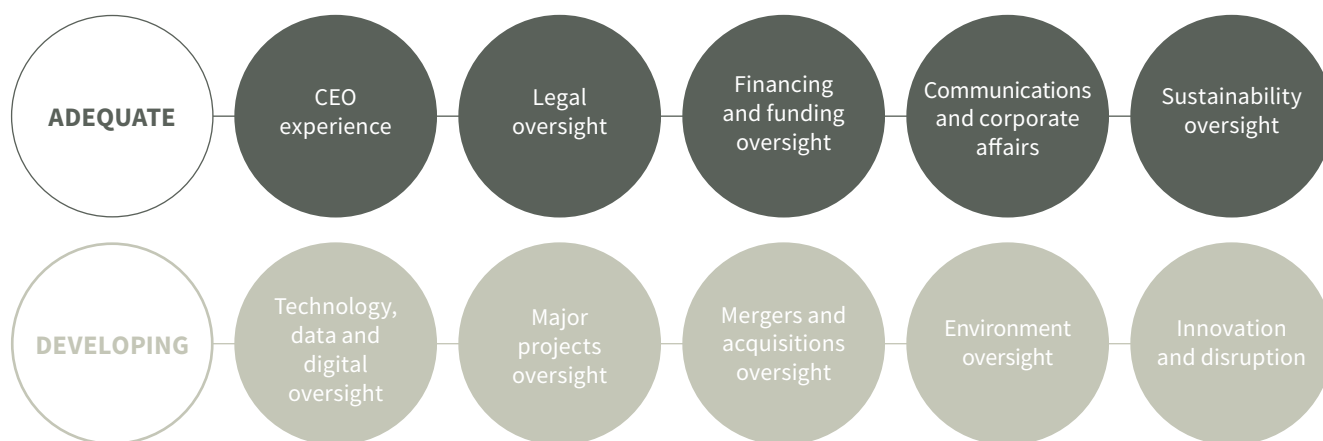 ADEQUATE
CEO
experience
Legal
oversight
Financing
and funding
oversight
Communications
and corporate
affairs
Sustainability
oversight
DEVELOPING
Technology,
data and
digital
oversight
Major
projects
oversight
Mergers and
acquisitions
oversight
Environment
oversight
Innovation
and disruption